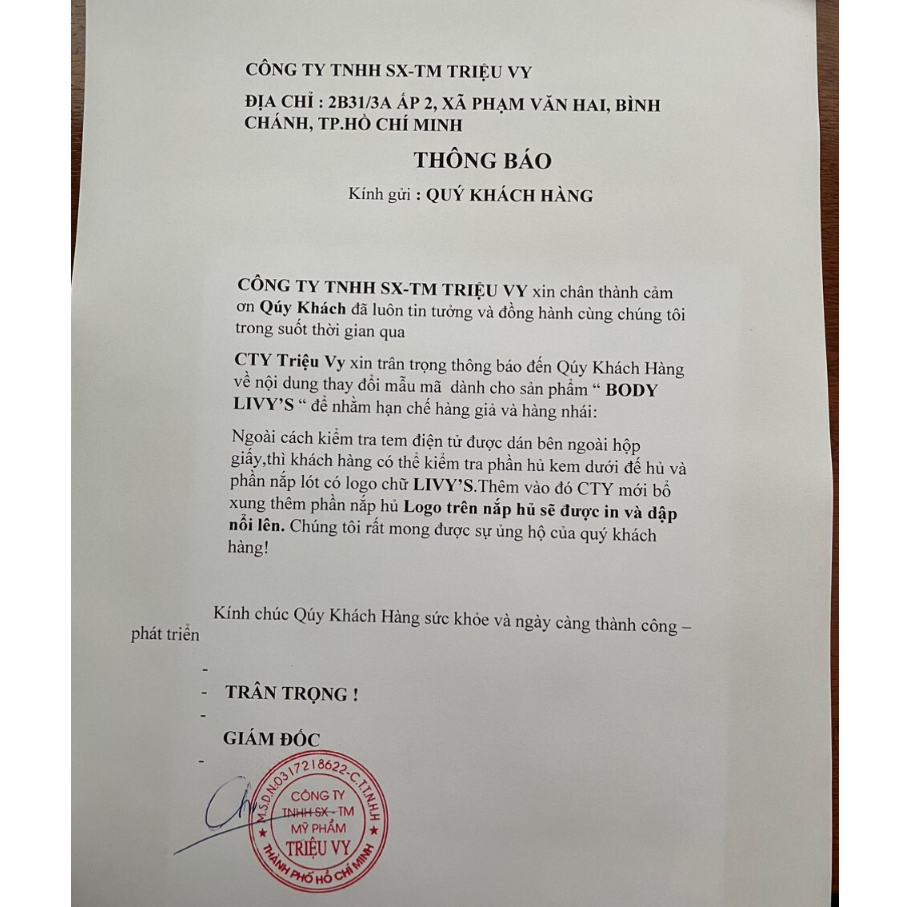 CÔNG TY TNHH SX-TM TRIỆU VY
ĐỊA CHỈ : 2B31/3A ẤP 2, XÃ PHẠM VĂN HAI, BÌNH
CHÁNH, TP.HỒ CHÍ MINH
THÔNG BÁO
Kính gửi : QUÝ KHÁCH HÀNG
CÔNG TY TNHH SX-TM TRIỆU VY xin chân thành cảm
ơn Qúy Khách đã luôn tin tưởng và đồng hành cùng chúng tôi
trong suốt thời gian qua
CTY Triệu Vy xin trân trọng thông báo đến Qúy Khách Hàng
về nội dung thay đổi mẫu mã dành cho sản phẩm “ BODY
LIVY’S “ để nhằm hạn chế hàng giả và hàng nhái:
Ngoài cách kiểm tra tem điện tử được dán bên ngoài hộp
giấy,thì khách hàng có thể kiểm tra phần hủ kem dưới đế hủ và
phần nắp lót có logo chữ LIVY’S.Thêm vào đó CTY mới bổ
xung thêm phần nắp hủ Logo trên nắp hủ sẽ được in và dập
nổi lên. Chúng tôi rất mong được sự ủng hộ của quý khách
hàng!
Kính chúc Qúy Khách Hàng sức khỏe và ngày càng thành công –
phát triển
-
- TRÂN TRỌNG !
-
GIÁM ĐỐC
-
M.S.D.N:0317218622-C.T.T.N.H.H
CÔNG TY
TNHH SX - TM
MỸ PHẨM
TRIỆU VY
★ THÀNH PHỐ HỒ CHÍ MINH ★